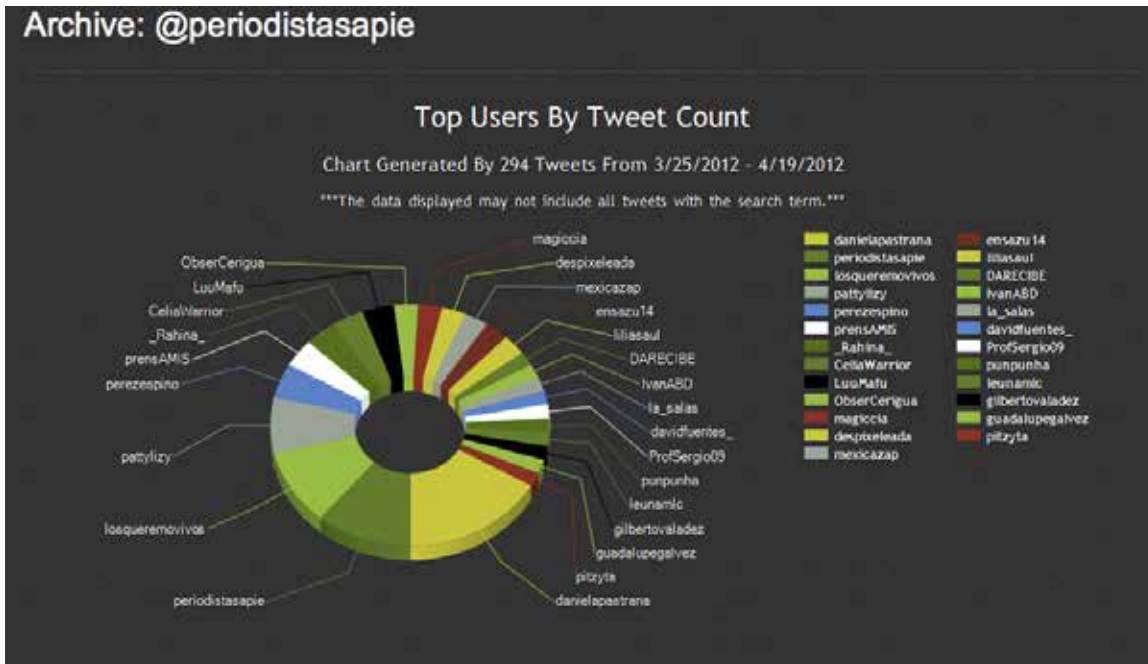 Archive: @periodistasapie
Top Users By Tweet Count
Chart Generated By 294 Tweets From 3/25/2012 - 4/19/2012
***The data displayed may not include all tweets with the search term.***
magiccia
ObserCerigua
despixeleada
LuuMafu
mexicazap
CeliaWarrior
ensazu14
_Rahina_
liliasaul
prensAMIS
DARECIBE
perezespino
IvanABD
la_salas
davidfuentes_
pattylizy
ProfSergio09
punpunha
leunamic
losqueremovivos
gilbertovaladez
guadalupegalvez
pitzyta
periodistasapie
danielapastrana
danielapastrana
periodistasapie
losqueremovivos
pattylizy
perezespino
prensAMIS
_Rahina_
CeliaWarrior
LuuMafu
ObserCerigua
magiccia
despixeleada
mexicazap
ensazu14
liliasaul
DARECIBE
IvanABD
la_salas
davidfuentes_
ProfSergio09
punpunha
leunamic
gilbertovaladez
guadalupegalvez
pitzyta